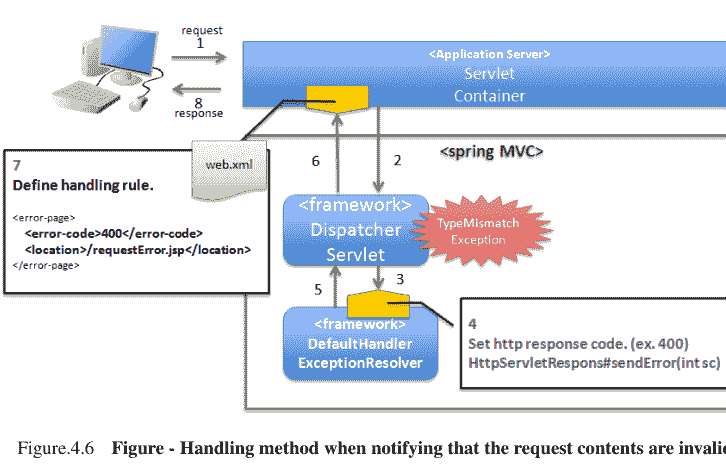 request
1
8
response
<Application Server>
Servlet
Container
6
2
<spring MVC>
7
web.xml
Define handling rule.
<error-page>
<error-code>400</error-code>
<location>/requestError.jsp</location>
</error-page>
<framework>
Dispatcher
Servlet
TypeMismatch
Exception
5
3
<framework>
DefaultHandler
ExceptionResolver
4
Set http response code. (ex. 400)
HttpServletRespons#sendError(int sc)
Figure.4.6 Figure - Handling method when notifying that the request contents are invalid